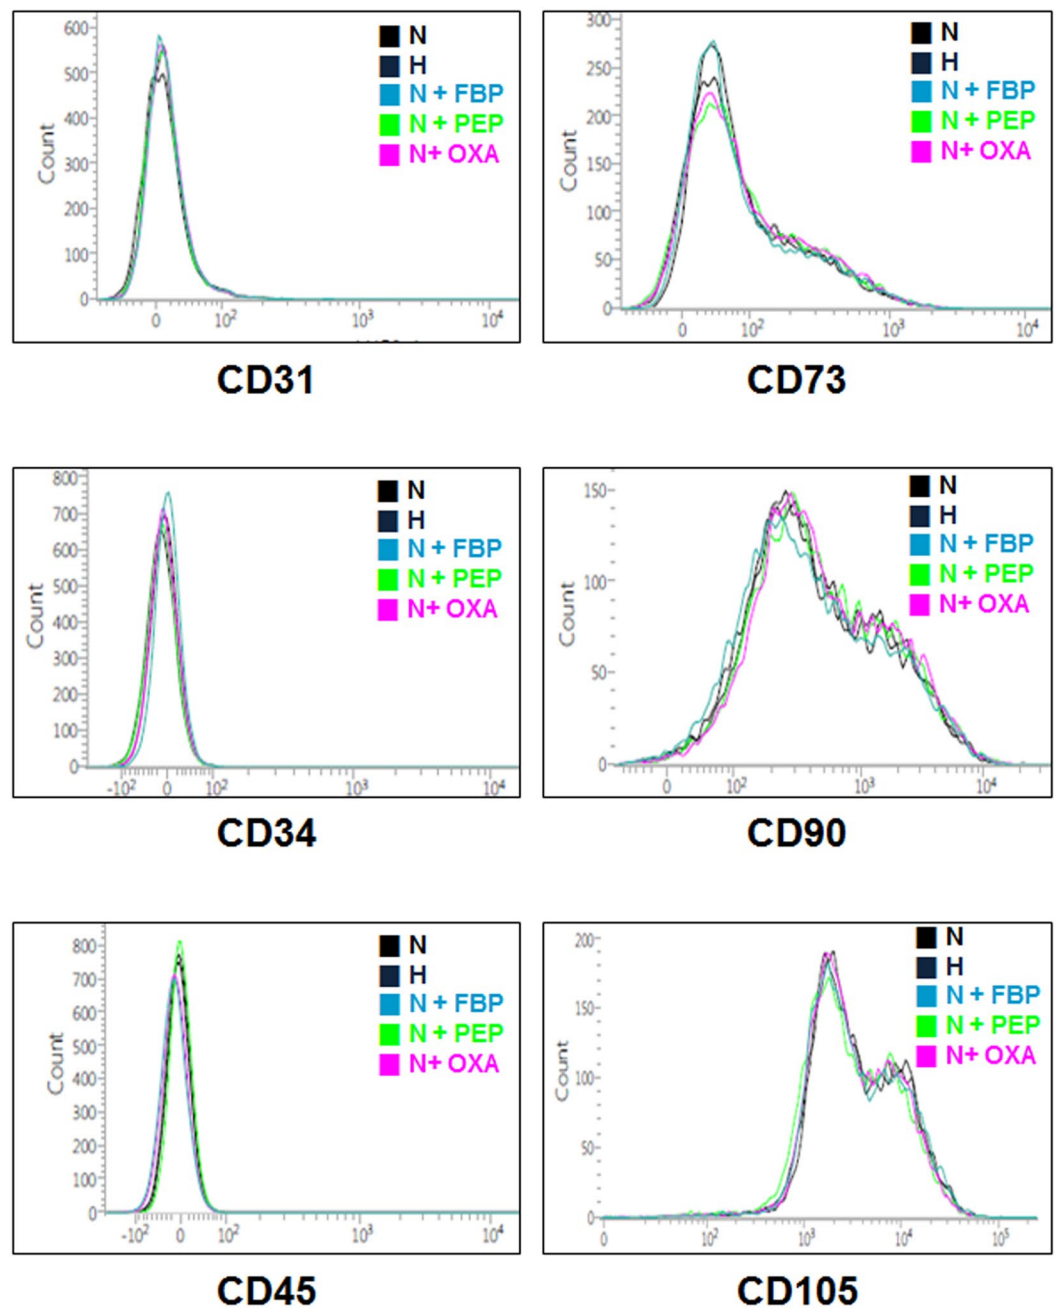 600
500
400
300
200
100
0
Count
0 10² 10³ 10⁴
N
H
N + FBP
N + PEP
N+ OXA
CD31
300
250
200
150
100
50
0
Count
0 10² 10³ 10⁴
N
H
N + FBP
N + PEP
N+ OXA
CD73
800
700
600
500
400
300
200
100
0
Count
-10² 0 10² 10³ 10⁴
N
H
N + FBP
N + PEP
N+ OXA
CD34
150
100
50
0
Count
0 10² 10³ 10⁴
N
H
N + FBP
N + PEP
N+ OXA
CD90
800
700
600
500
400
300
200
100
0
Count
-10² 0 10² 10³ 10⁴
N
H
N + FBP
N + PEP
N+ OXA
CD45
200
150
100
50
0
Count
0 10² 10³ 10⁴ 10⁵
N
H
N + FBP
N + PEP
N+ OXA
CD105